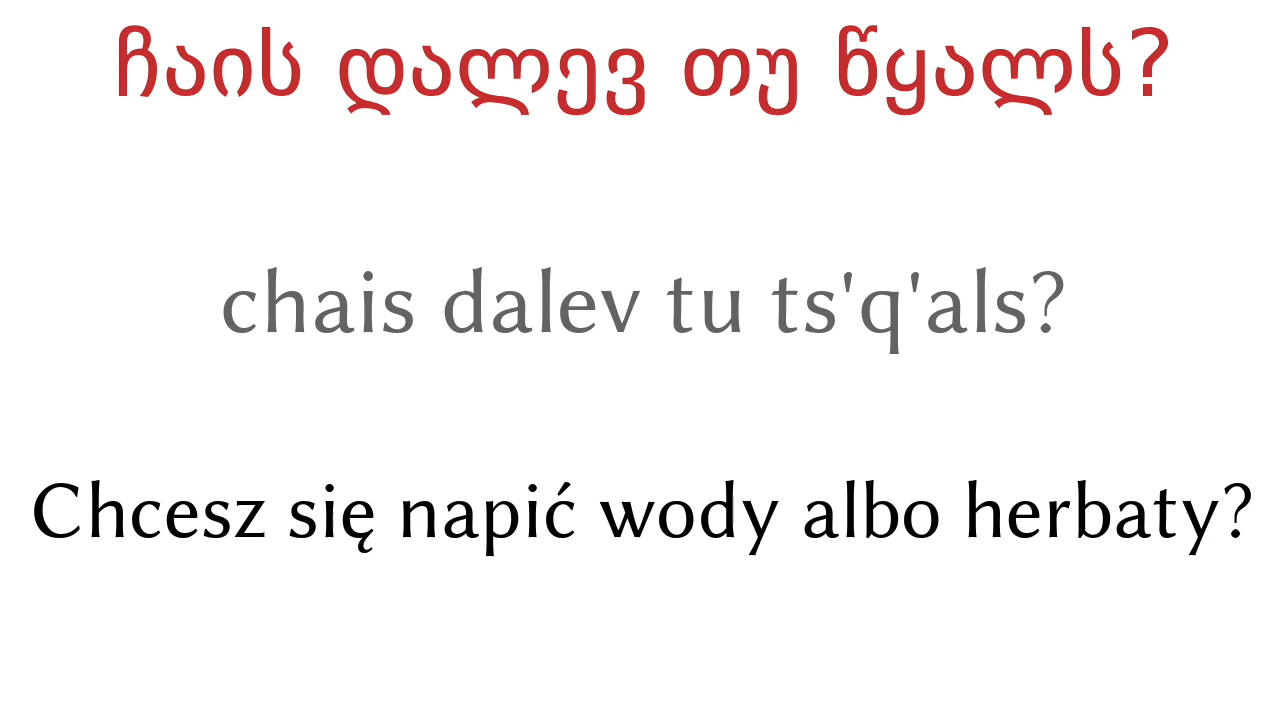 ჩაის დალევ თუ წყალს?
chais dalev tu ts'q'als?
Chcesz się napić wody albo herbaty?